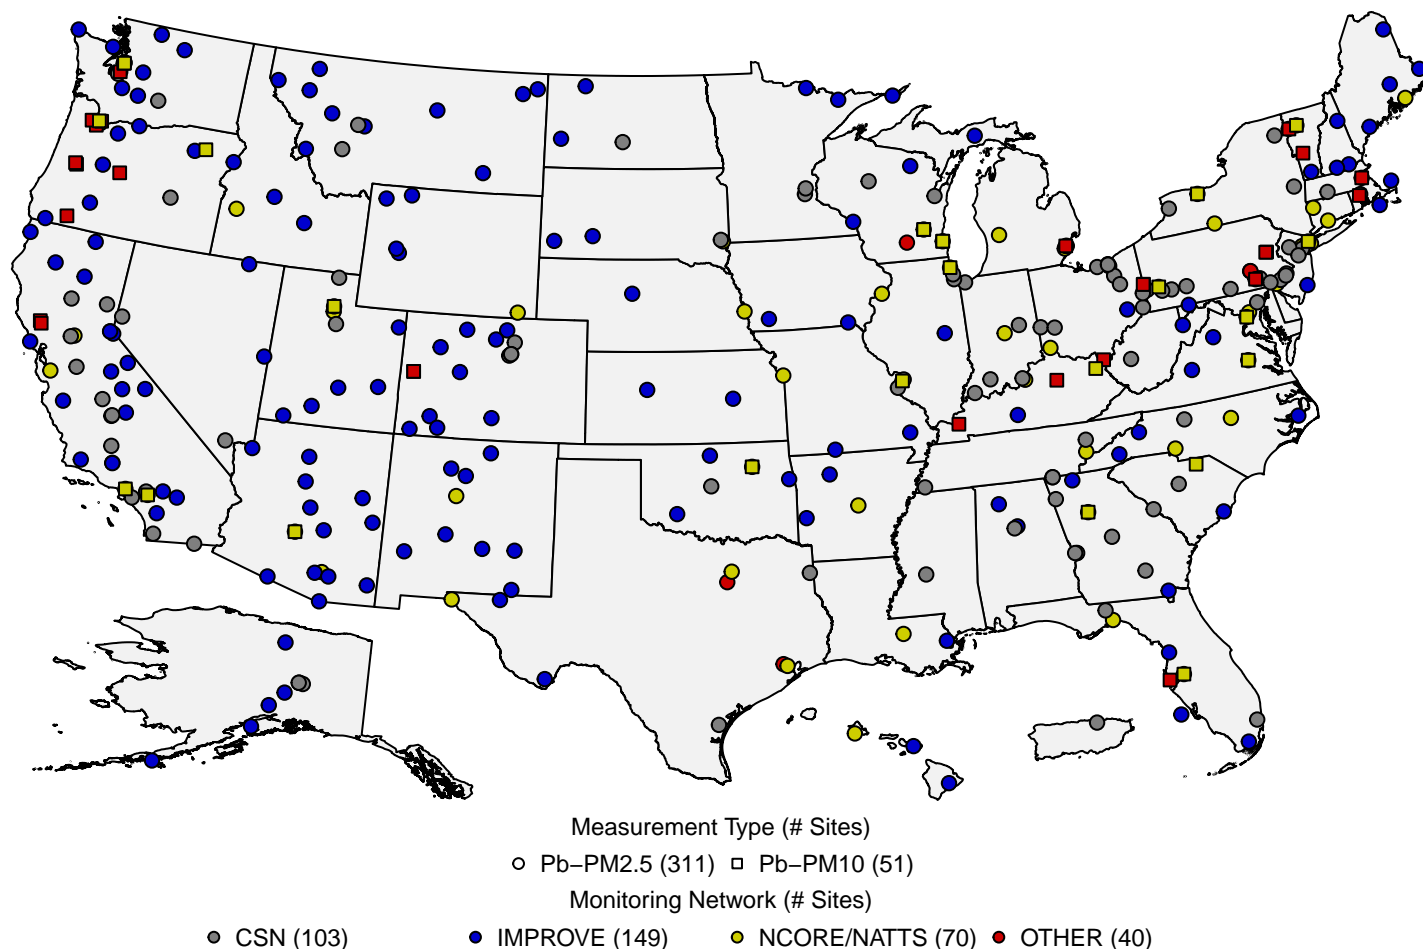 Measurement Type (# Sites)
Pb−PM2.5 (311) Pb−PM10 (51)
Monitoring Network (# Sites)
CSN (103) IMPROVE (149) NCORE/NATTS (70) OTHER (40)